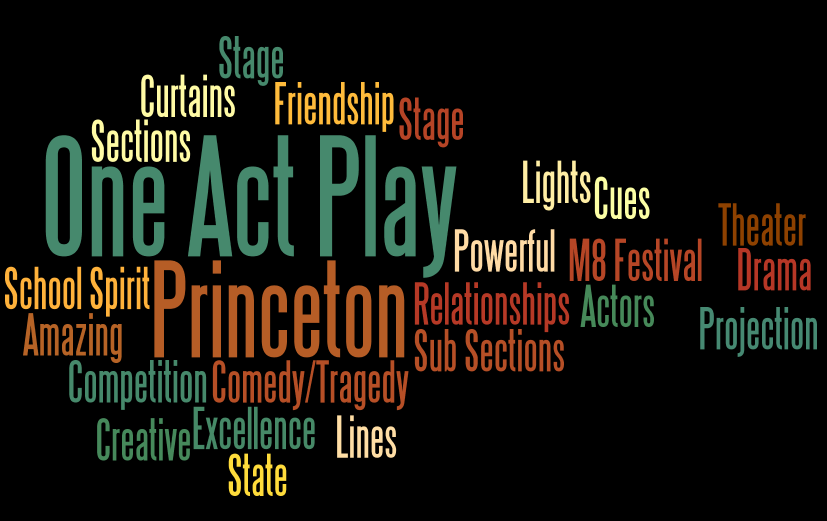 Stage
Curtains
Friendship
Stage
Sections
One Act Play
Lights
Cues
Theater
Powerful
M8 Festival
Drama
School Spirit
Princeton
Relationships
Actors
Amazing
Sub Sections
Projection
Competition
Comedy/Tragedy
Creative
Excellence
Lines
State